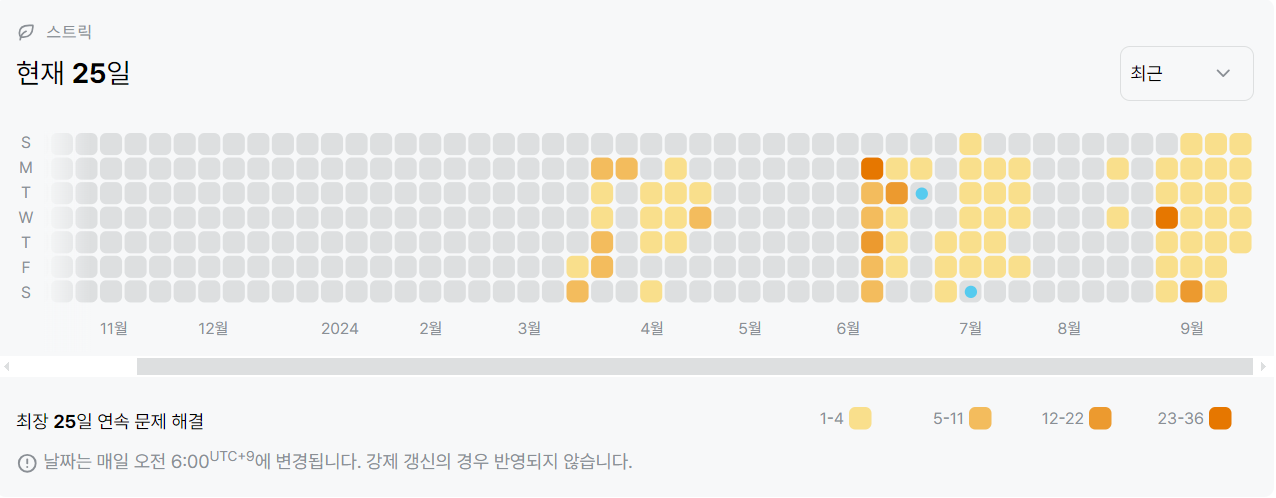 스트릭
현재 25일
최근
S
M
T
W
T
F
S
11월 12월 2024 2월 3월 4월 5월 6월 7월 8월 9월
최장 25일 연속 문제 해결
1-4 5-11 12-22 23-36
날짜는 매일 오전 6:00UTC+9에 변경됩니다. 강제 갱신의 경우 반영되지 않습니다.